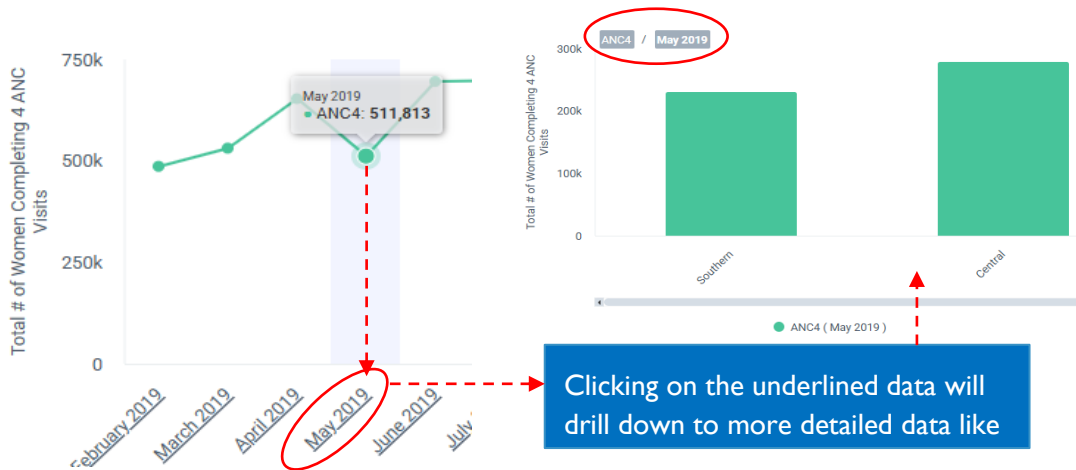 Total # of Women Completing 4 ANC
Visits
750k
500k
250k
0
May 2019
ANC4: 511,813
February 2019
March 2019
April 2019
May 2019
June 2019
July
ANC4 / May 2019
Total # of Women Completing 4 ANC
Visits
300k
200k
100k
0
Southern
Central
ANC4 ( May 2019 )
Clicking on the underlined data will
drill down to more detailed data like